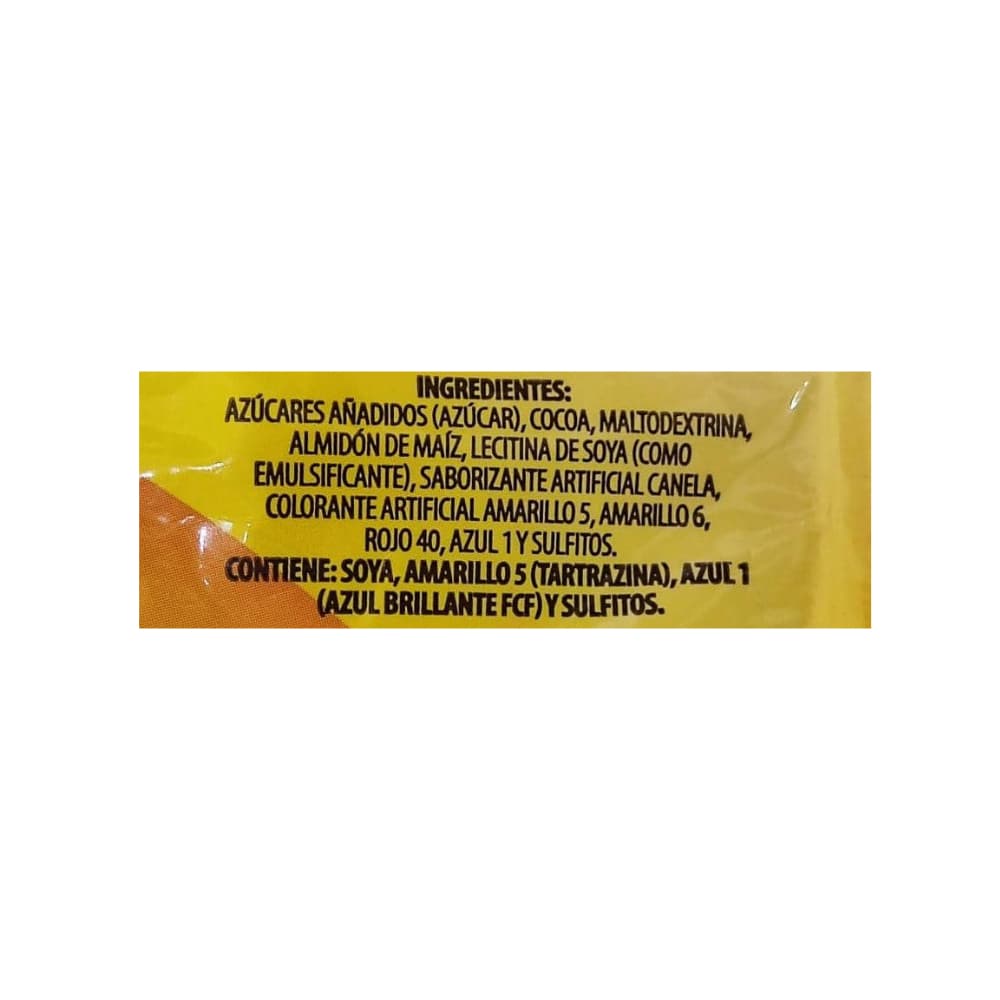 INGREDIENTES:
AZÚCARES AÑADIDOS (AZÚCAR), COCOA, MALTODEXTRINA,
ALMIDÓN DE MAÍZ, LECITINA DE SOYA (COMO
EMULSIFICANTE), SABORIZANTE ARTIFICIAL CANELA,
COLORANTE ARTIFICIAL AMARILLO 5, AMARILLO 6,
ROJO 40, AZUL 1 Y SULFITOS.
CONTIENE: SOYA, AMARILLO 5 (TARTRAZINA), AZUL 1
(AZUL BRILLANTE FCF) Y SULFITOS.